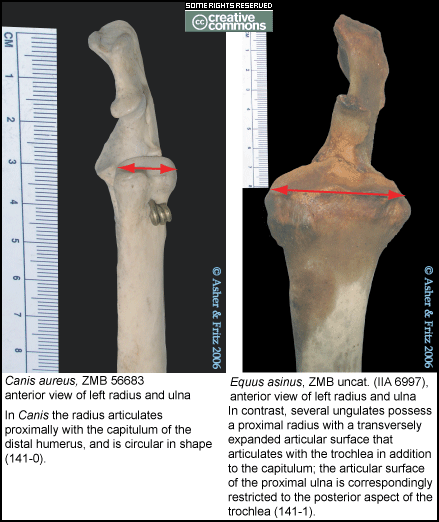 SOME RIGHTS RESERVED
cc creative commons
CM
1
2
3
4
5
6
7
8
© Asher & Fritz 2006
© Asher & Fritz 2006
Canis aureus, ZMB 56683
anterior view of left radius and ulna
In Canis the radius articulates
proximally with the capitulum of the
distal humerus, and is circular in shape
(141-0).
Equus asinus, ZMB uncat. (IIA 6997),
anterior view of left radius and ulna
In contrast, several ungulates possess
a proximal radius with a transversely
expanded articular surface that
articulates with the trochlea in addition
to the capitulum; the articular surface
of the proximal ulna is correspondingly
restricted to the posterior aspect of the
trochlea (141-1).